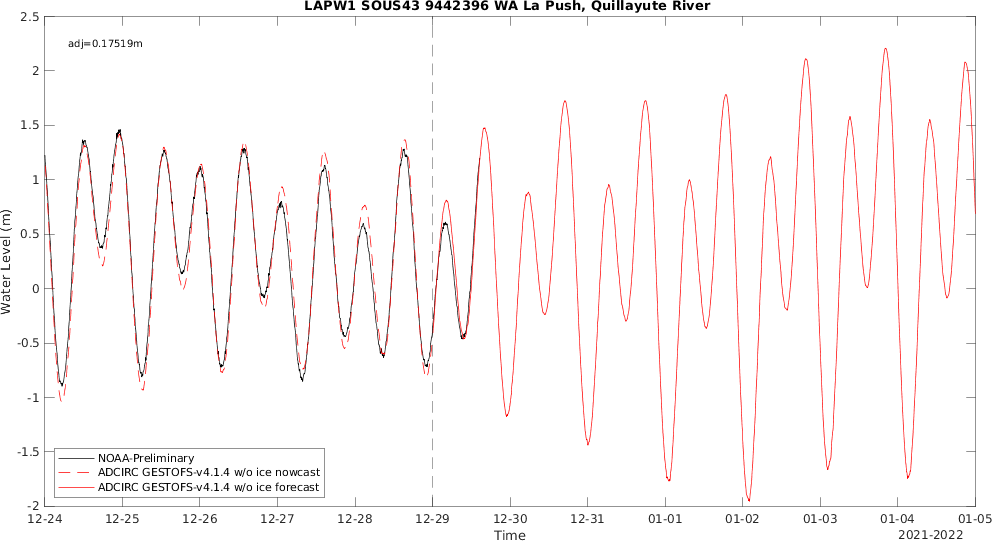 LAPW1 SOUS43 9442396 WA La Push, Quillayute River
adj=0.17519m
2.5
2
1.5
1
0.5
0
-0.5
-1
-1.5
-2
Water Level (m)
NOAA-Preliminary
ADCIRC GESTOFS-v4.1.4 w/o ice nowcast
ADCIRC GESTOFS-v4.1.4 w/o ice forecast
12-24 12-25 12-26 12-27 12-28 12-29 12-30 12-31 01-01 01-02 01-03 01-04 01-05
Time
2021-2022